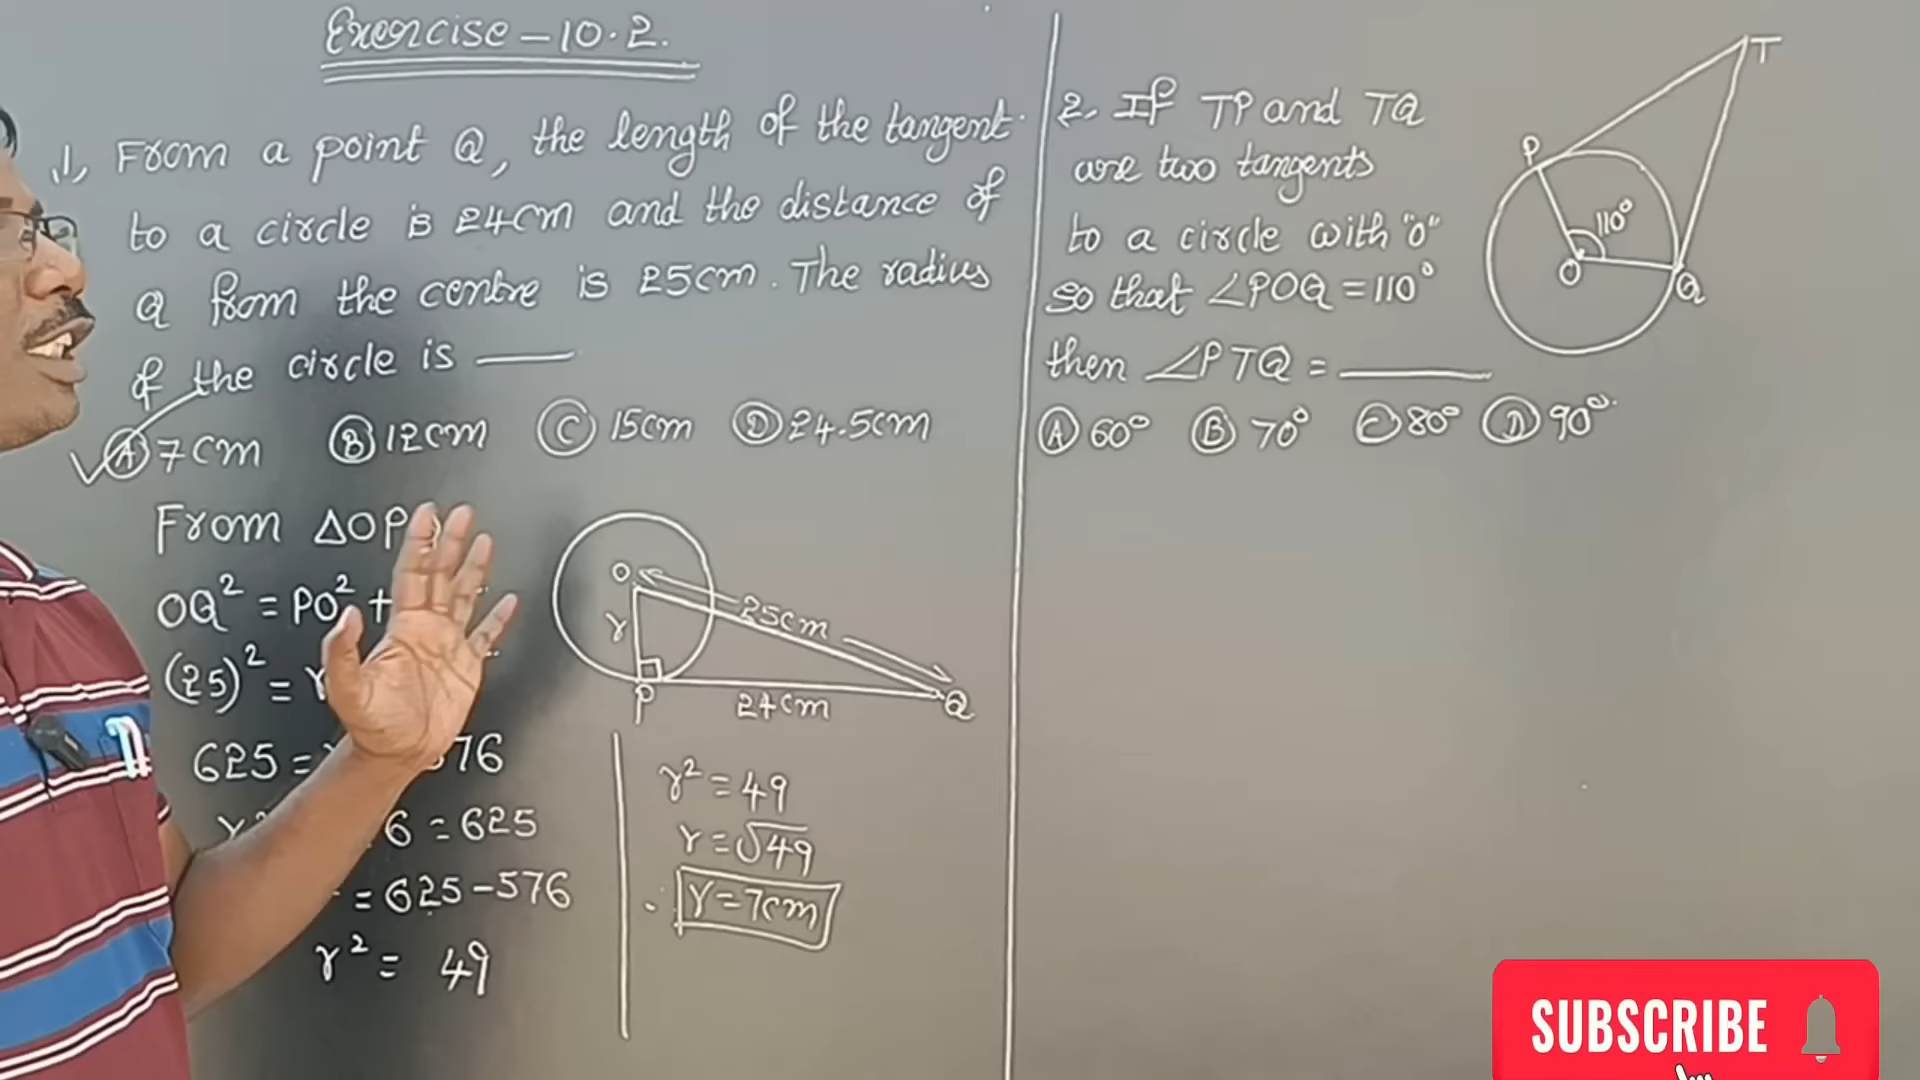 Exercise - 10.2.
1, From a point Q, the length of the tangent
to a circle is 24cm and the distance of
Q from the centre is 25cm. The radius
of the circle is ____
Ⓐ 7cm Ⓑ 12cm Ⓒ 15cm Ⓓ 24.5cm
From △OP
OQ² = PO² +
(25)² = r
625 = 576
6 = 625
= 625-576
r² = 49
O
r
25cm
P
24cm
Q
r² = 49
r = √49
∴ r = 7cm
2. If TP and TQ
are two tangents
to a circle with "O"
so that ∠POQ = 110°
then ∠PTQ = ____
Ⓐ 60° Ⓑ 70° Ⓒ 80° Ⓓ 90°
T
P
110°
O
Q
SUBSCRIBE